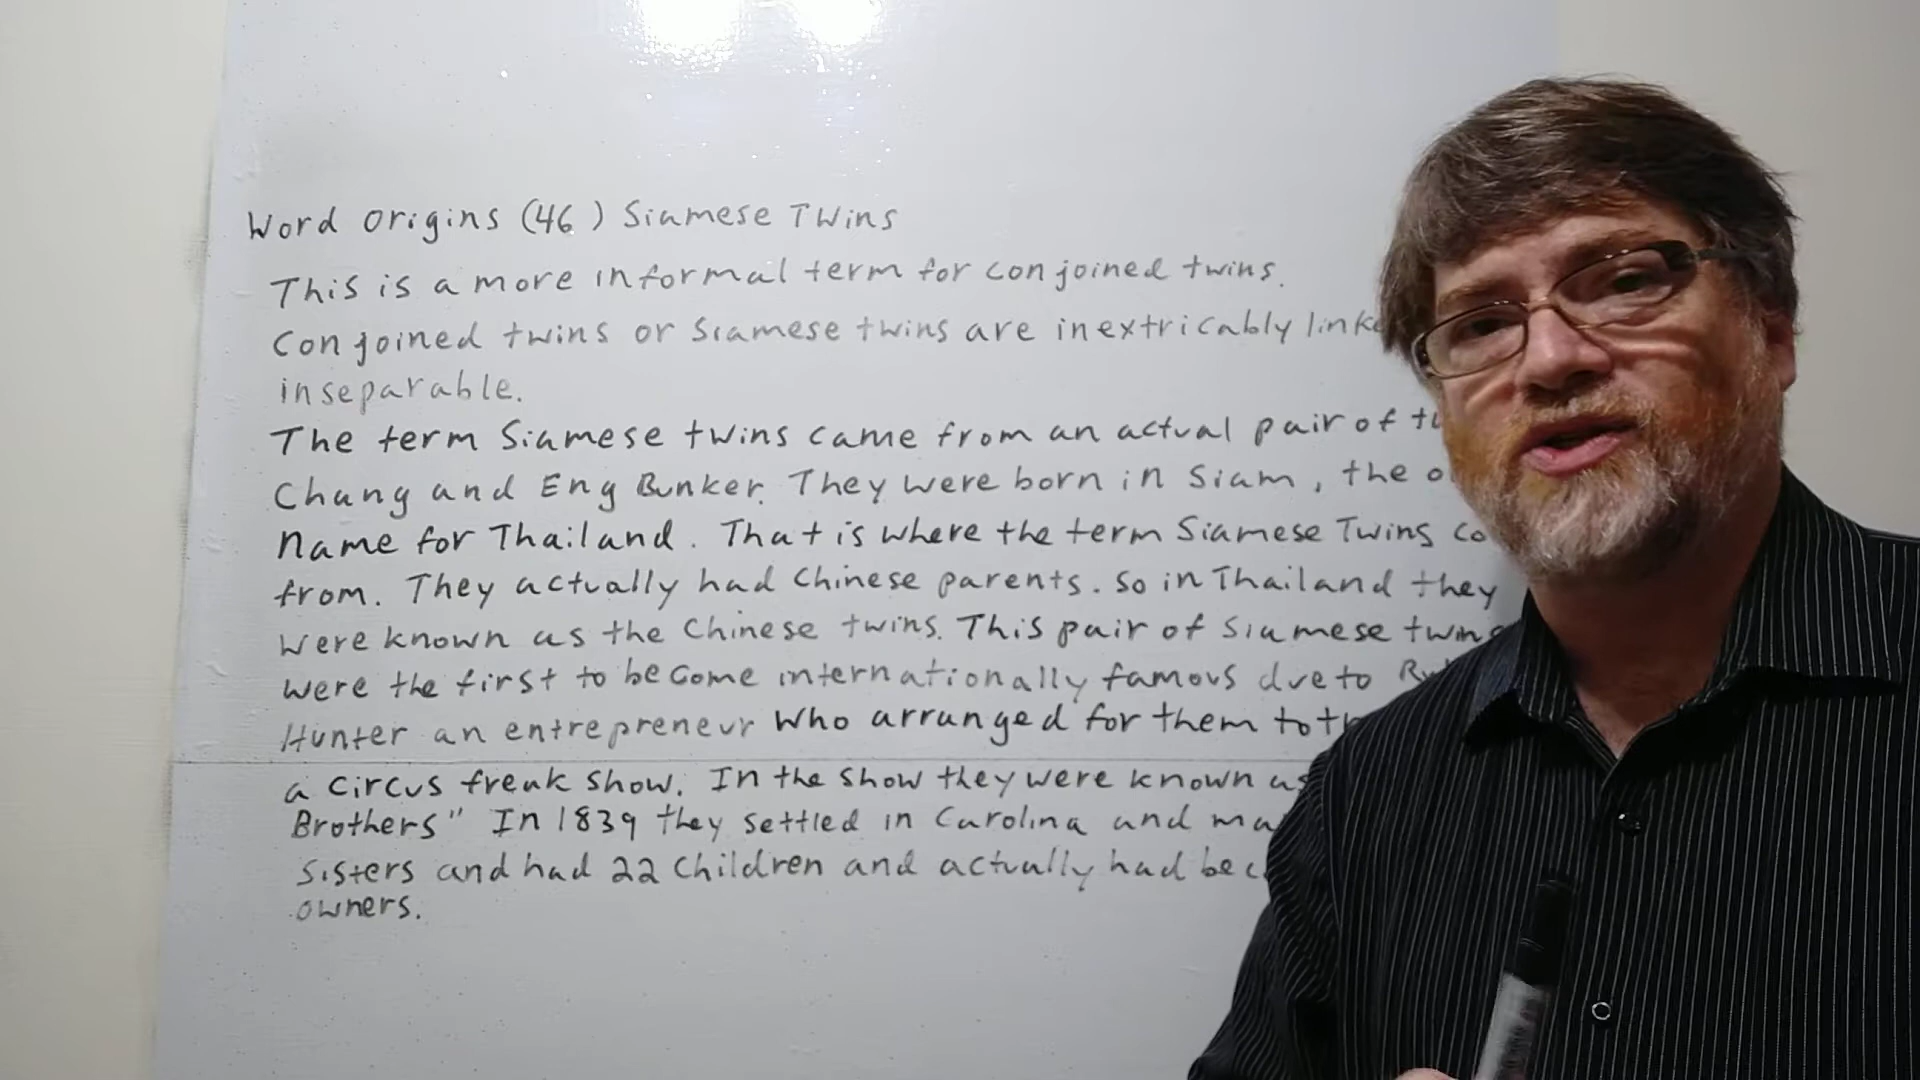 Word Origins (46) Siamese Twins
This is a more informal term for conjoined twins.
Conjoined twins or Siamese twins are inextricably
inseparable.
The term Siamese twins came from an actual pair of
Chang and Eng Bunker. They were born in Siam, the
name for Thailand. That is where the term Siamese Twins
from. They actually had Chinese parents. So in Thailand they
were known as the Chinese twins. This pair of Siamese twins
were the first to become internationally famous due to
Hunter an entrepreneur who arranged for them to
a circus freak show. In the show they were known as
Brothers" In 1839 they settled in Carolina and
sisters and had 22 children and actually had
owners.